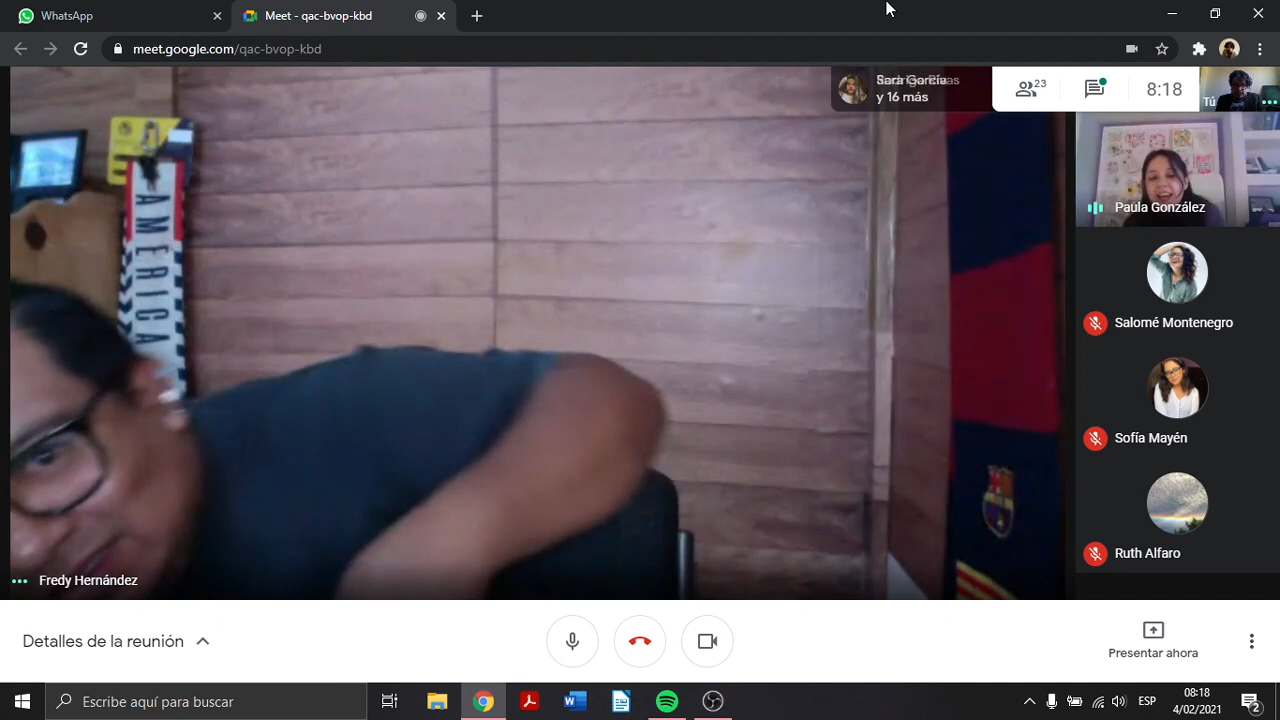 WhatsApp
Meet - qac-bvop-kbd
meet.google.com/qac-bvop-kbd
Sara García
y 16 más
23
8:18
Tú
AMERICA
Paula González
Salomé Montenegro
Sofía Mayén
Ruth Alfaro
Fredy Hernández
Detalles de la reunión
Presentar ahora
Escribe aquí para buscar
ESP
08:18
4/02/2021
2